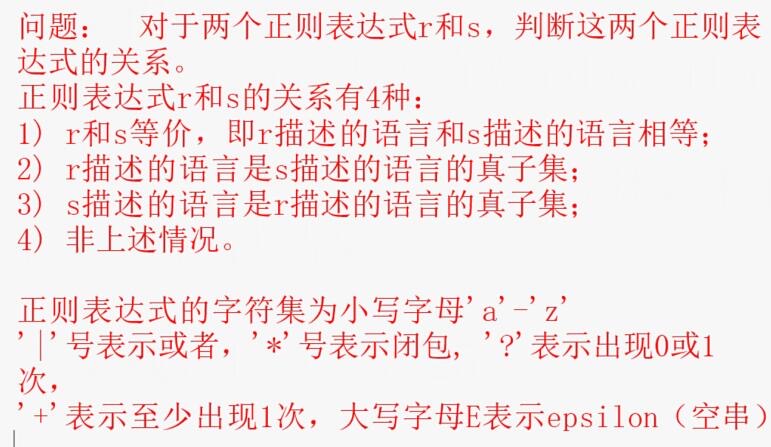 问题： 对于两个正则表达式r和s，判断这两个正则表
达式的关系。
正则表达式r和s的关系有4种：
1) r和s等价，即r描述的语言和s描述的语言相等；
2) r描述的语言是s描述的语言的真子集；
3) s描述的语言是r描述的语言的真子集；
4) 非上述情况。
正则表达式的字符集为小写字母'a'-'z'
'|'号表示或者，'*'号表示闭包, '?'表示出现0或1
次，
'+'表示至少出现1次，大写字母E表示epsilon（空串）